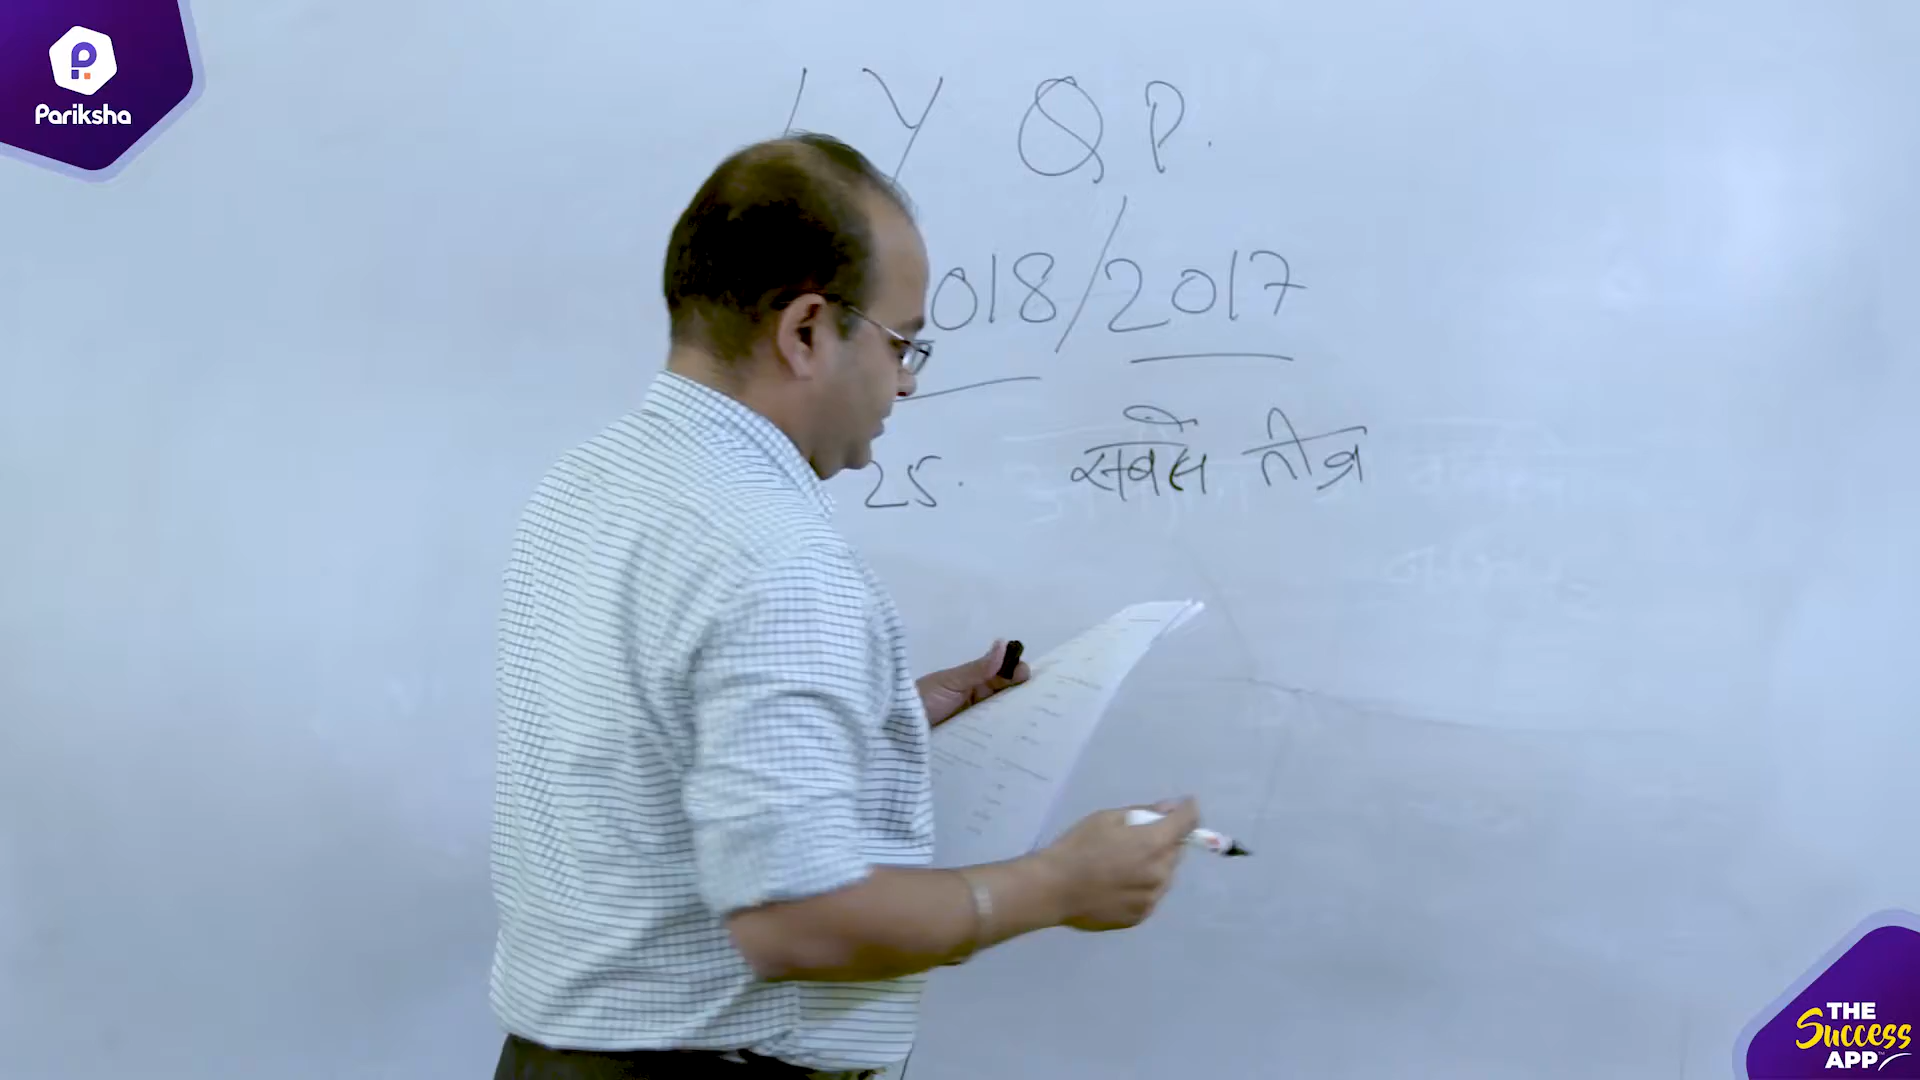 Pariksha
Y Q P.
018/2017
25. सबसे तीव्र
THE
Success
APP